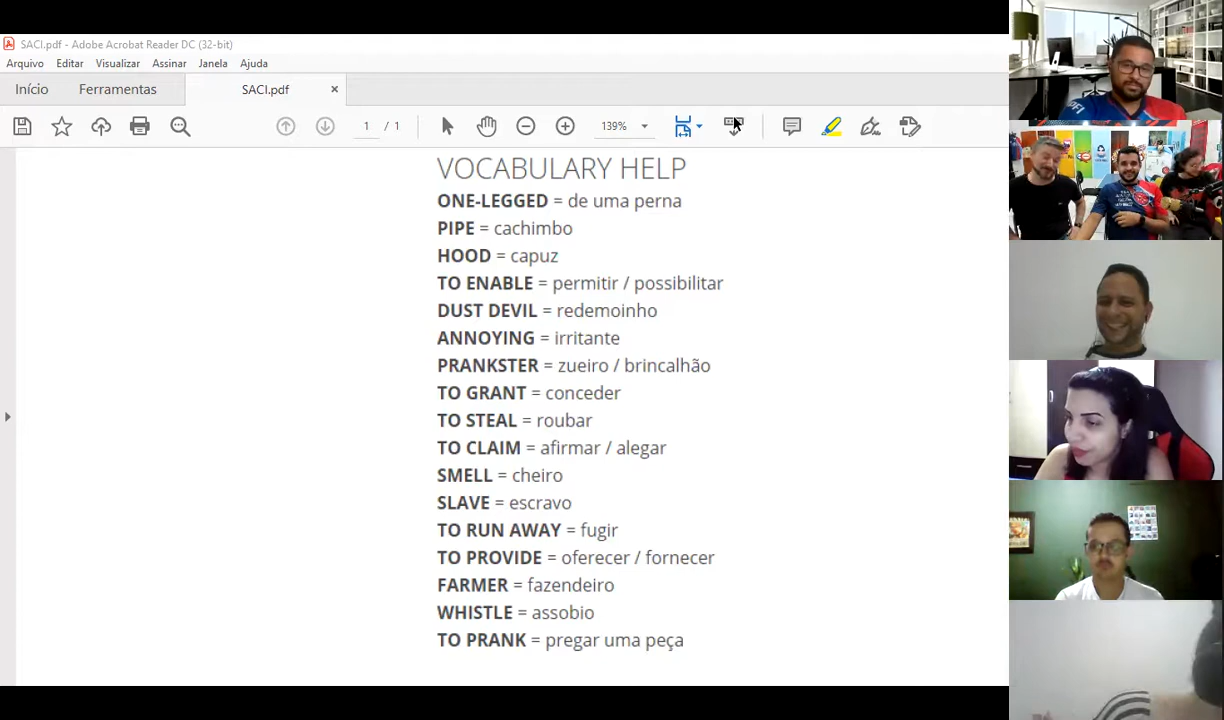 SACI.pdf - Adobe Acrobat Reader DC (32-bit)
Arquivo Editar Visualizar Assinar Janela Ajuda
Início Ferramentas SACI.pdf ×
1 / 1 139%
VOCABULARY HELP
ONE-LEGGED = de uma perna
PIPE = cachimbo
HOOD = capuz
TO ENABLE = permitir / possibilitar
DUST DEVIL = redemoinho
ANNOYING = irritante
PRANKSTER = zueiro / brincalhão
TO GRANT = conceder
TO STEAL = roubar
TO CLAIM = afirmar / alegar
SMELL = cheiro
SLAVE = escravo
TO RUN AWAY = fugir
TO PROVIDE = oferecer / fornecer
FARMER = fazendeiro
WHISTLE = assobio
TO PRANK = pregar uma peça